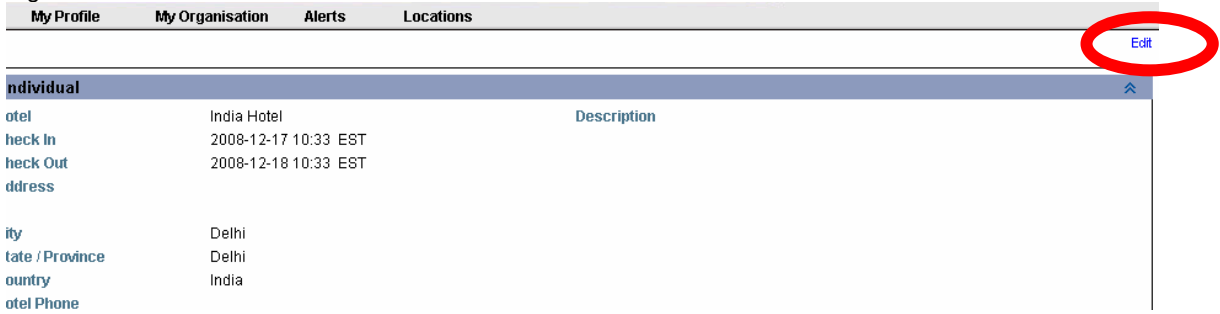 My Profile My Organisation Alerts Locations
Edit
ndividual
otel India Hotel Description
heck In 2008-12-17 10:33 EST
heck Out 2008-12-18 10:33 EST
ddress
ity Delhi
tate / Province Delhi
ountry India
otel Phone